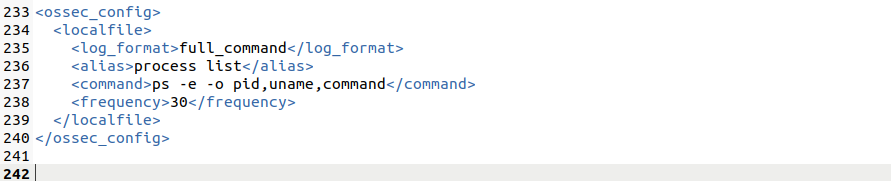 233 <ossec_config>
234   <localfile>
235     <log_format>full_command</log_format>
236     <alias>process list</alias>
237     <command>ps -e -o pid,uname,command</command>
238     <frequency>30</frequency>
239   </localfile>
240 </ossec_config>
241
242